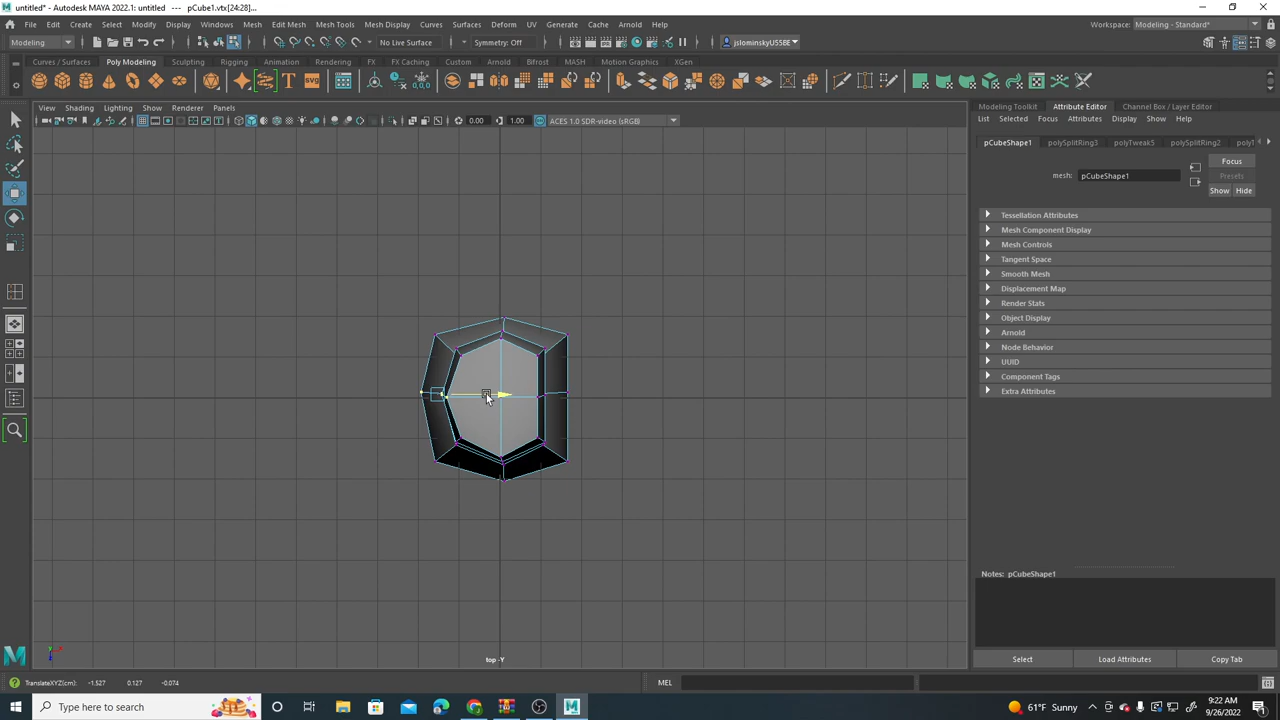 untitled* - Autodesk MAYA 2022.1: untitled --- pCube1.vtx[24:28]...
File Edit Create Select Modify Display Windows Mesh Edit Mesh Mesh Tools Mesh Display Curves Surfaces Deform UV Generate Cache Arnold Help
Workspace: Modeling - Standard*
Modeling No Live Surface Symmetry: Off jslominskyU5SBE
Curves / Surfaces Poly Modeling Sculpting Rigging Animation Rendering FX FX Caching Custom Arnold Bifrost MASH Motion Graphics XGen
SVG
View Shading Lighting Show Renderer Panels
Modeling Toolkit Attribute Editor Channel Box / Layer Editor
0.00 1.00 ACES 1.0 SDR-video (sRGB)
List Selected Focus Attributes Display Show Help
pCubeShape1 polySplitRing3 polyTweak5 polySplitRing2
Focus
mesh: pCubeShape1
Presets
Show Hide
Tessellation Attributes
Mesh Component Display
Mesh Controls
Tangent Space
Smooth Mesh
Displacement Map
Render Stats
Object Display
Arnold
Node Behavior
UUID
Component Tags
Extra Attributes
Notes: pCubeShape1
top -Y
Select Load Attributes Copy Tab
TranslateXYZ(cm): -1.527 0.127 -0.074
MEL
Type here to search
61°F Sunny
9:22 AM
9/26/2022